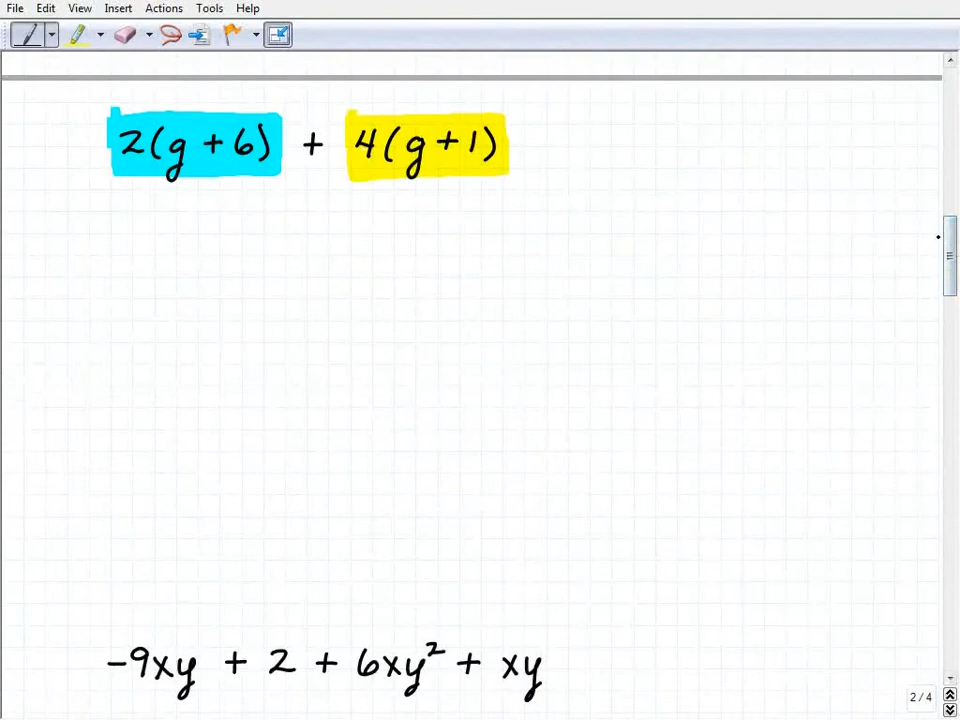 File Edit View Insert Actions Tools Help
2(g + 6) + 4(g + 1)
-9xy + 2 + 6xy² + xy
2 / 4